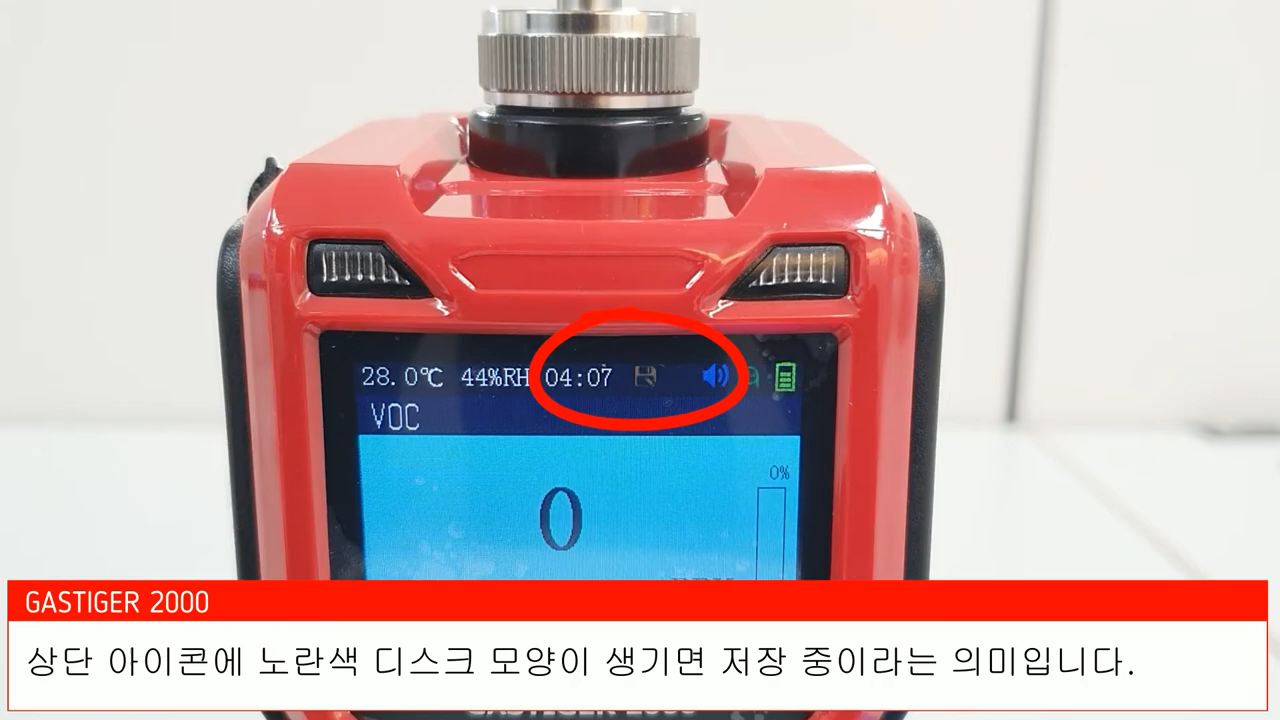 28.0℃ 44%RH 04:07
VOC
0%
0
GASTIGER 2000
상단 아이콘에 노란색 디스크 모양이 생기면 저장 중이라는 의미입니다.